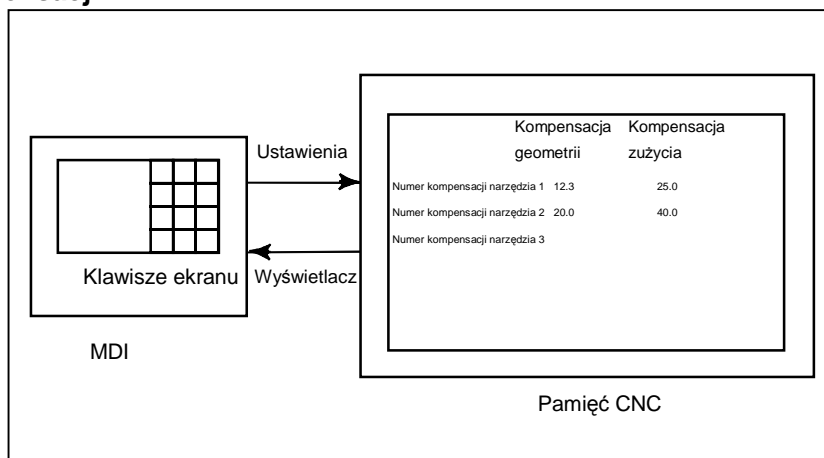 Kompensacja Kompensacja
geometrii zużycia
Numer kompensacji narzędzia 1 12.3 25.0
Numer kompensacji narzędzia 2 20.0 40.0
Numer kompensacji narzędzia 3
Ustawienia
Wyświetlacz
Klawisze ekranu
MDI
Pamięć CNC